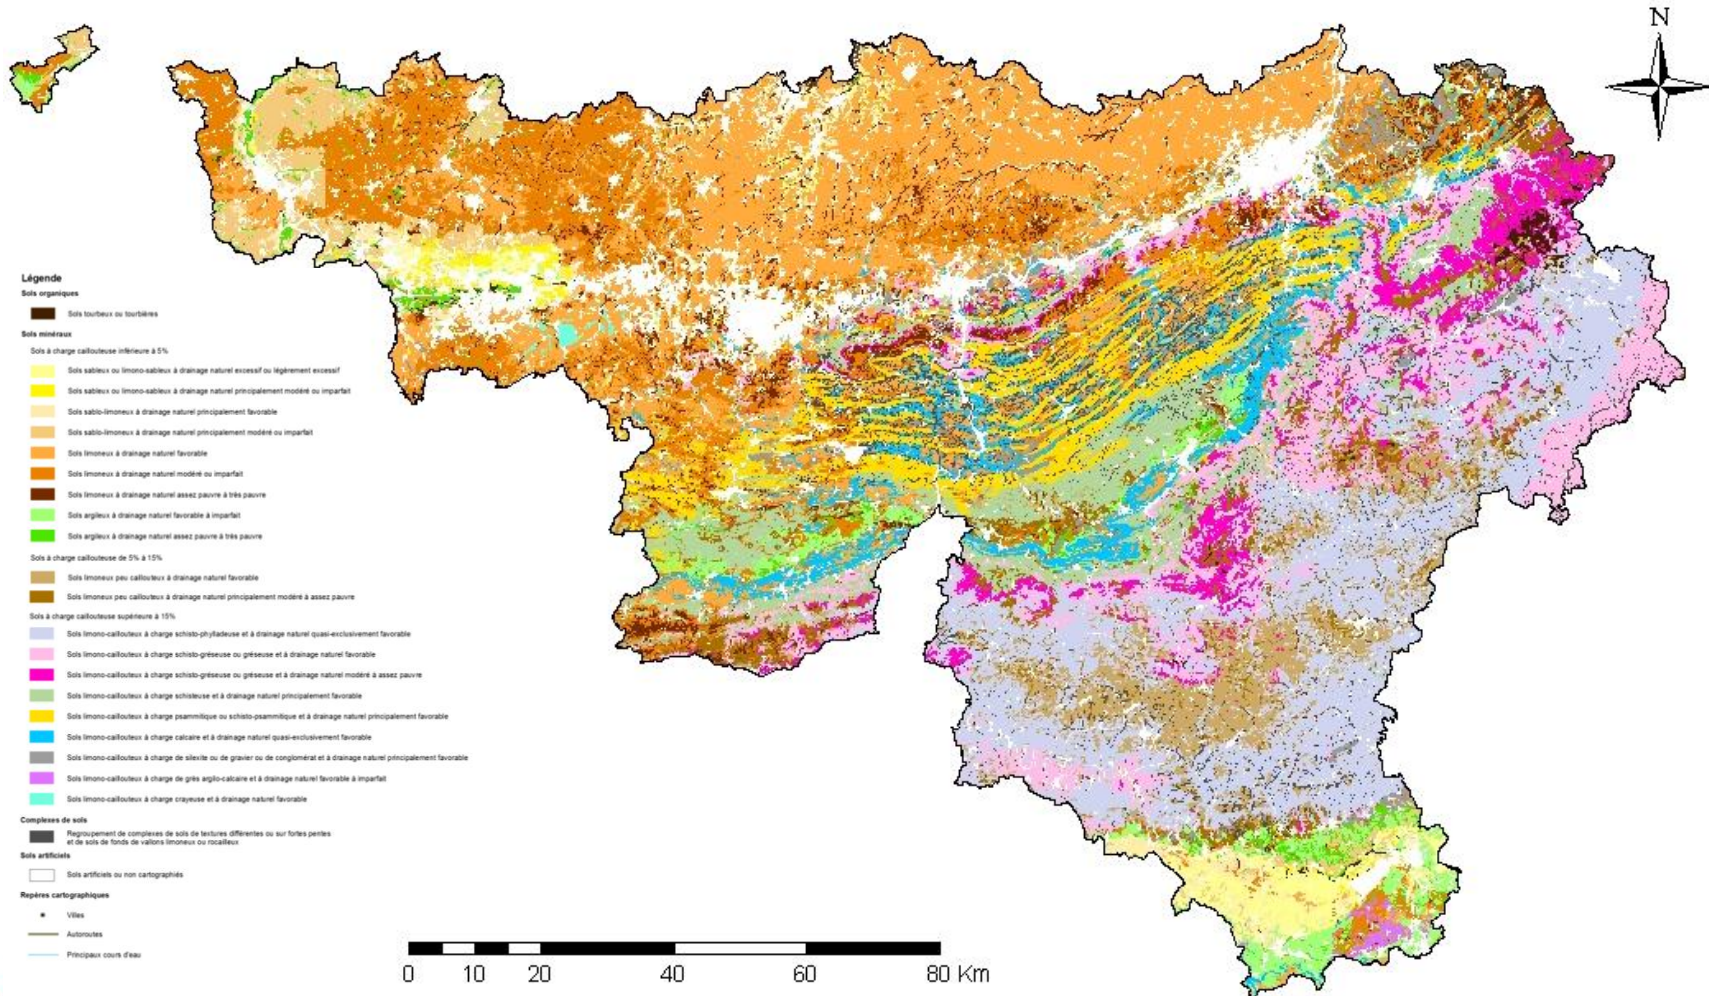 N
Légende
Sols organiques
Sols tourbeux ou tourbières
Sols minéraux
Sols à charge caillouteuse inférieure à 5%
Sols sableux ou limono-sableux à drainage naturel excessif ou légèrement excessif
Sols sableux ou limono-sableux à drainage naturel principalement modéré ou imparfait
Sols sablo-limoneux à drainage naturel principalement favorable
Sols sablo-limoneux à drainage naturel principalement modéré ou imparfait
Sols limoneux à drainage naturel favorable
Sols limoneux à drainage naturel modéré ou imparfait
Sols limoneux à drainage naturel assez pauvre à très pauvre
Sols argileux à drainage naturel favorable à imparfait
Sols argileux à drainage naturel assez pauvre à très pauvre
Sols à charge caillouteuse de 5% à 15%
Sols limoneux peu caillouteux à drainage naturel favorable
Sols limoneux peu caillouteux à drainage naturel principalement modéré à assez pauvre
Sols à charge caillouteuse supérieure à 15%
Sols limono-caillouteux à charge schisto-phylladeuse et à drainage naturel quasi-exclusivement favorable
Sols limono-caillouteux à charge schisto-gréseuse ou gréseuse et à drainage naturel favorable
Sols limono-caillouteux à charge schisto-gréseuse ou gréseuse et à drainage naturel modéré à assez pauvre
Sols limono-caillouteux à charge schisteuse et à drainage naturel principalement favorable
Sols limono-caillouteux à charge psammitique ou schisto-psammitique et à drainage naturel principalement favorable
Sols limono-caillouteux à charge calcaire et à drainage naturel quasi-exclusivement favorable
Sols limono-caillouteux à charge de silexite ou de gravier ou de conglomérat et à drainage naturel principalement favorable
Sols limono-caillouteux à charge de grès argilo-calcaire et à drainage naturel favorable à imparfait
Sols limono-caillouteux à charge crayeuse et à drainage naturel favorable
Complexes de sols
Regroupement de complexes de sols de textures différentes ou sur fortes pentes
et de sols de fonds de vallons limoneux ou rocailleux
Sols artificiels
Sols artificiels ou non cartographiés
Repères cartographiques
Villes
Autoroutes
Principaux cours d'eau
0 10 20 40 60 80 Km